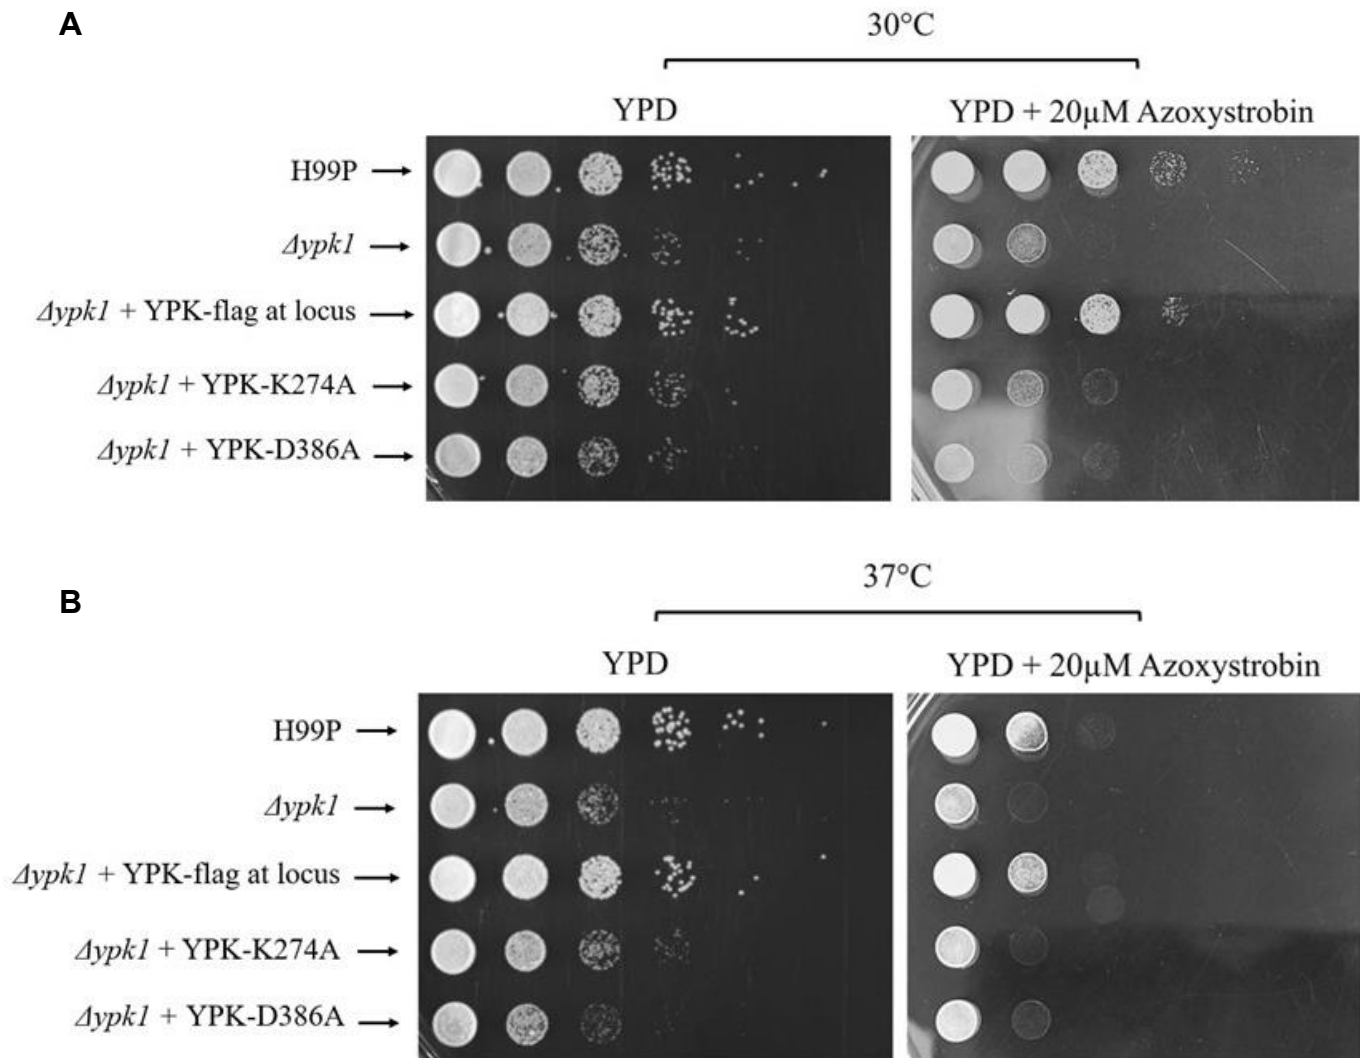 A
30°C
YPD
YPD + 20µM Azoxystrobin
H99P
Δypk1
Δypk1 + YPK-flag at locus
Δypk1 + YPK-K274A
Δypk1 + YPK-D386A
B
37°C
YPD
YPD + 20µM Azoxystrobin
H99P
Δypk1
Δypk1 + YPK-flag at locus
Δypk1 + YPK-K274A
Δypk1 + YPK-D386A